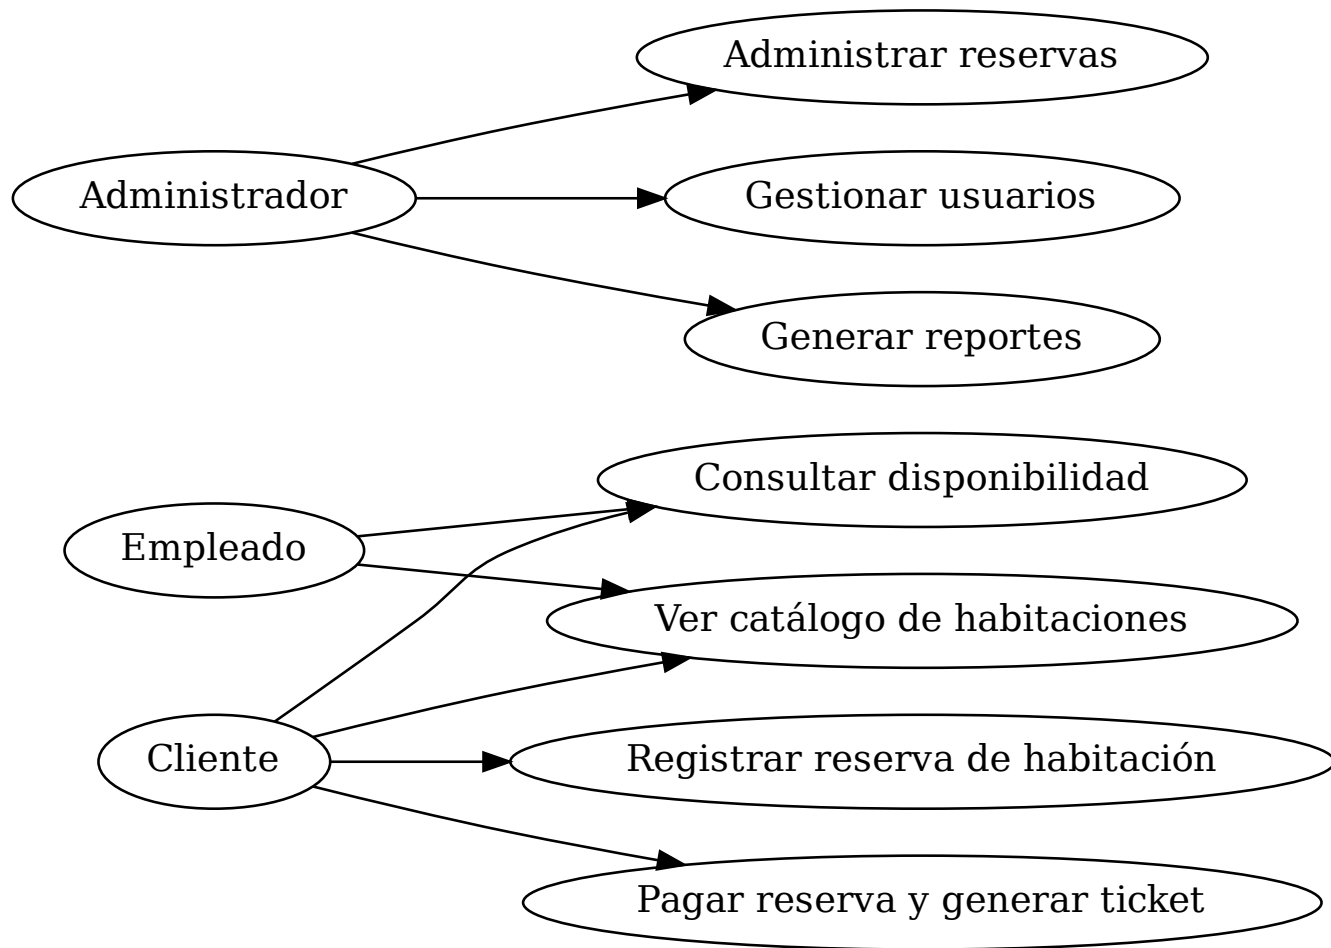 Administrar reservas
Administrador
Gestionar usuarios
Generar reportes
Consultar disponibilidad
Empleado
Ver catálogo de habitaciones
Cliente
Registrar reserva de habitación
Pagar reserva y generar ticket